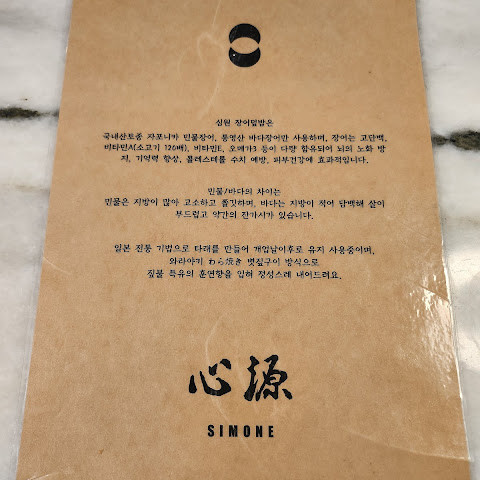 심원 장어덮밥은
국내산토종 자포니카 민물장어, 통영산 바다장어만 사용하며, 장어는 고단백,
비타민A(소고기 126배), 비타민E, 오메가3 등이 다량 함유되어 뇌의 노화 방
지, 기억력 향상, 콜레스테롤 수치 예방, 피부건강에 효과적입니다.
민물/바다의 차이는
민물은 지방이 많아 고소하고 쫄깃하며, 바다는 지방이 적어 담백해 살이
부드럽고 약간의 잔가시가 있습니다.
일본 전통 기법으로 타래를 만들어 개업날이후로 유지 사용중이며,
와라야키 わら焼き 볏짚구이 방식으로
짚불 특유의 훈연향을 입혀 정성스레 내어드려요.
心源
SIMONE